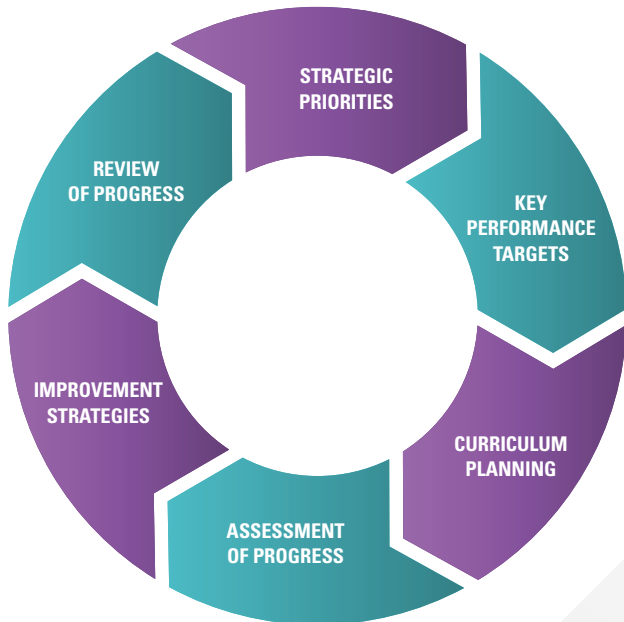 STRATEGIC
PRIORITIES
KEY
PERFORMANCE
TARGETS
CURRICULUM
PLANNING
ASSESSMENT
OF PROGRESS
IMPROVEMENT
STRATEGIES
REVIEW
OF PROGRESS